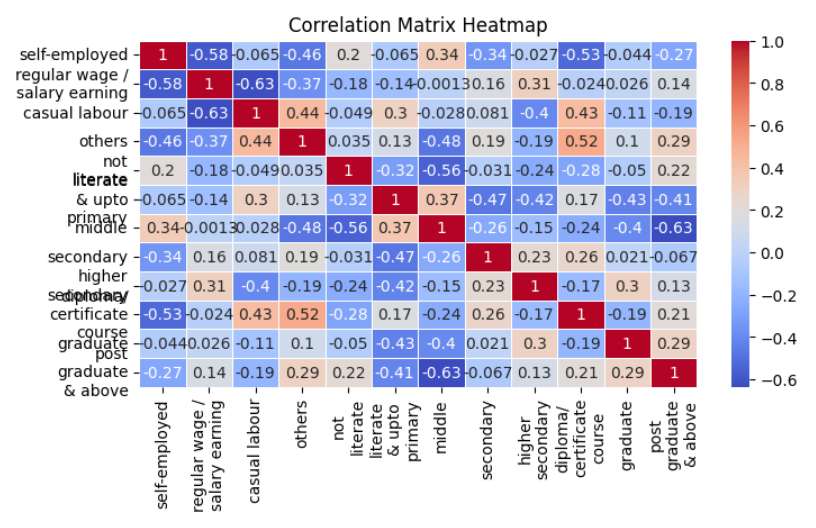 Correlation Matrix Heatmap
self-employed 1 -0.58 -0.065 -0.46 0.2 -0.065 0.34 -0.34 -0.027 -0.53 -0.044 -0.27
regular wage /
salary earning -0.58 1 -0.63 -0.37 -0.18 -0.14 -0.0013 0.16 0.31 -0.024 0.026 0.14
casual labour -0.065 -0.63 1 0.44 -0.049 0.3 -0.028 0.081 -0.4 0.43 -0.11 -0.19
others -0.46 -0.37 0.44 1 0.035 0.13 -0.48 0.19 -0.19 0.52 0.1 0.29
not
literate 0.2 -0.18 -0.049 0.035 1 -0.32 -0.56 -0.031 -0.24 -0.28 -0.05 0.22
literate
& upto
primary -0.065 -0.14 0.3 0.13 -0.32 1 0.37 -0.47 -0.42 0.17 -0.43 -0.41
middle 0.34 -0.0013 -0.028 -0.48 -0.56 0.37 1 -0.26 -0.15 -0.24 -0.4 -0.63
secondary -0.34 0.16 0.081 0.19 -0.031 -0.47 -0.26 1 0.23 0.26 0.021 -0.067
higher
secondary -0.027 0.31 -0.4 -0.19 -0.24 -0.42 -0.15 0.23 1 -0.17 0.3 0.13
diploma/
certificate
course -0.53 -0.024 0.43 0.52 -0.28 0.17 -0.24 0.26 -0.17 1 -0.19 0.21
graduate -0.044 0.026 -0.11 0.1 -0.05 -0.43 -0.4 0.021 0.3 -0.19 1 0.29
post
graduate
& above -0.27 0.14 -0.19 0.29 0.22 -0.41 -0.63 -0.067 0.13 0.21 0.29 1
self-employed
regular wage /
salary earning
casual labour
others
not
literate
literate
& upto
primary
middle
secondary
higher
secondary
diploma/
certificate
course
graduate
post
graduate
& above
1.0
0.8
0.6
0.4
0.2
0.0
−0.2
−0.4
−0.6